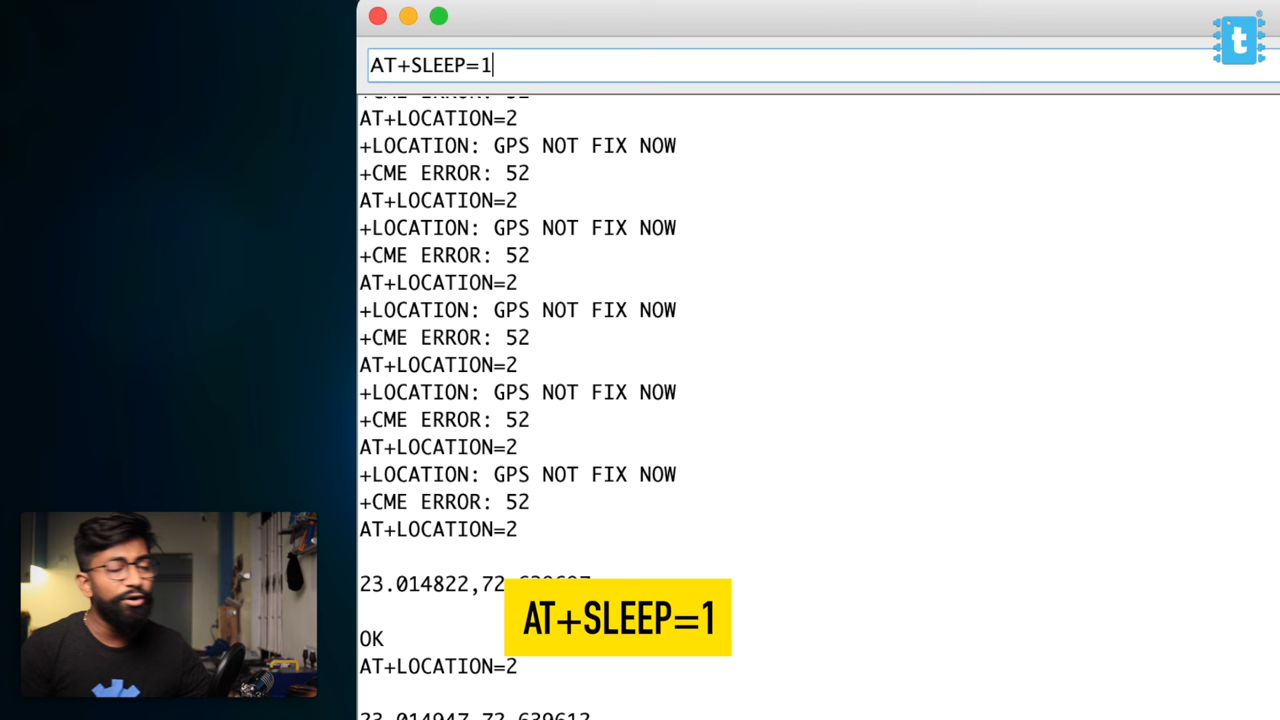 t
AT+SLEEP=1
AT+LOCATION=2
+LOCATION: GPS NOT FIX NOW
+CME ERROR: 52
AT+LOCATION=2
+LOCATION: GPS NOT FIX NOW
+CME ERROR: 52
AT+LOCATION=2
+LOCATION: GPS NOT FIX NOW
+CME ERROR: 52
AT+LOCATION=2
+LOCATION: GPS NOT FIX NOW
+CME ERROR: 52
AT+LOCATION=2
+LOCATION: GPS NOT FIX NOW
+CME ERROR: 52
AT+LOCATION=2
23.014822,72
AT+SLEEP=1
OK
AT+LOCATION=2